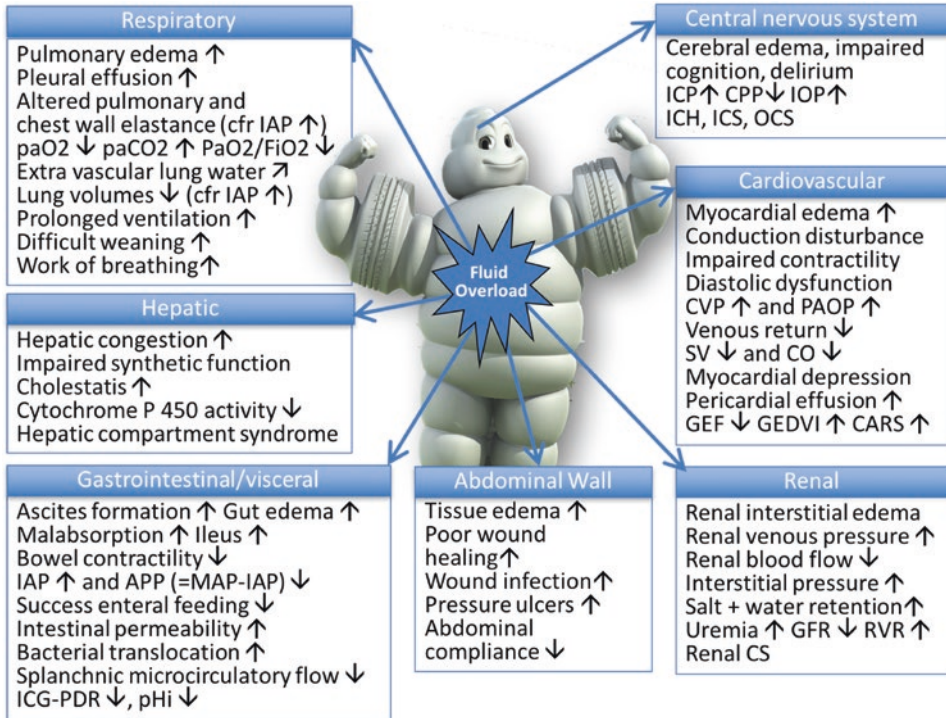 Respiratory
Pulmonary edema ↑
Pleural effusion ↑
Altered pulmonary and
chest wall elastance (cfr IAP ↑)
paO2 ↓ paCO2 ↑ PaO2/FiO2 ↓
Extra vascular lung water ↗
Lung volumes ↓ (cfr IAP ↑)
Prolonged ventilation ↑
Difficult weaning ↑
Work of breathing↑
Central nervous system
Cerebral edema, impaired
cognition, delirium
ICP↑ CPP↓ IOP↑
ICH, ICS, OCS
Cardiovascular
Myocardial edema ↑
Conduction disturbance
Impaired contractility
Diastolic dysfunction
CVP ↑ and PAOP ↑
Venous return ↓
SV ↓ and CO ↓
Myocardial depression
Pericardial effusion ↑
GEF ↓ GEDVI ↑ CARS ↑
Fluid
Overload
Hepatic
Hepatic congestion ↑
Impaired synthetic function
Cholestatis ↑
Cytochrome P 450 activity ↓
Hepatic compartment syndrome
Gastrointestinal/visceral
Ascites formation ↑ Gut edema ↑
Malabsorption ↑ Ileus ↑
Bowel contractility ↓
IAP ↑ and APP (=MAP-IAP) ↓
Success enteral feeding ↓
Intestinal permeability ↑
Bacterial translocation ↑
Splanchnic microcirculatory flow ↓
ICG-PDR ↓, pHi ↓
Abdominal Wall
Tissue edema ↑
Poor wound
healing↑
Wound infection↑
Pressure ulcers ↑
Abdominal
compliance ↓
Renal
Renal interstitial edema
Renal venous pressure ↑
Renal blood flow ↓
Interstitial pressure ↑
Salt + water retention↑
Uremia ↑ GFR ↓ RVR ↑
Renal CS